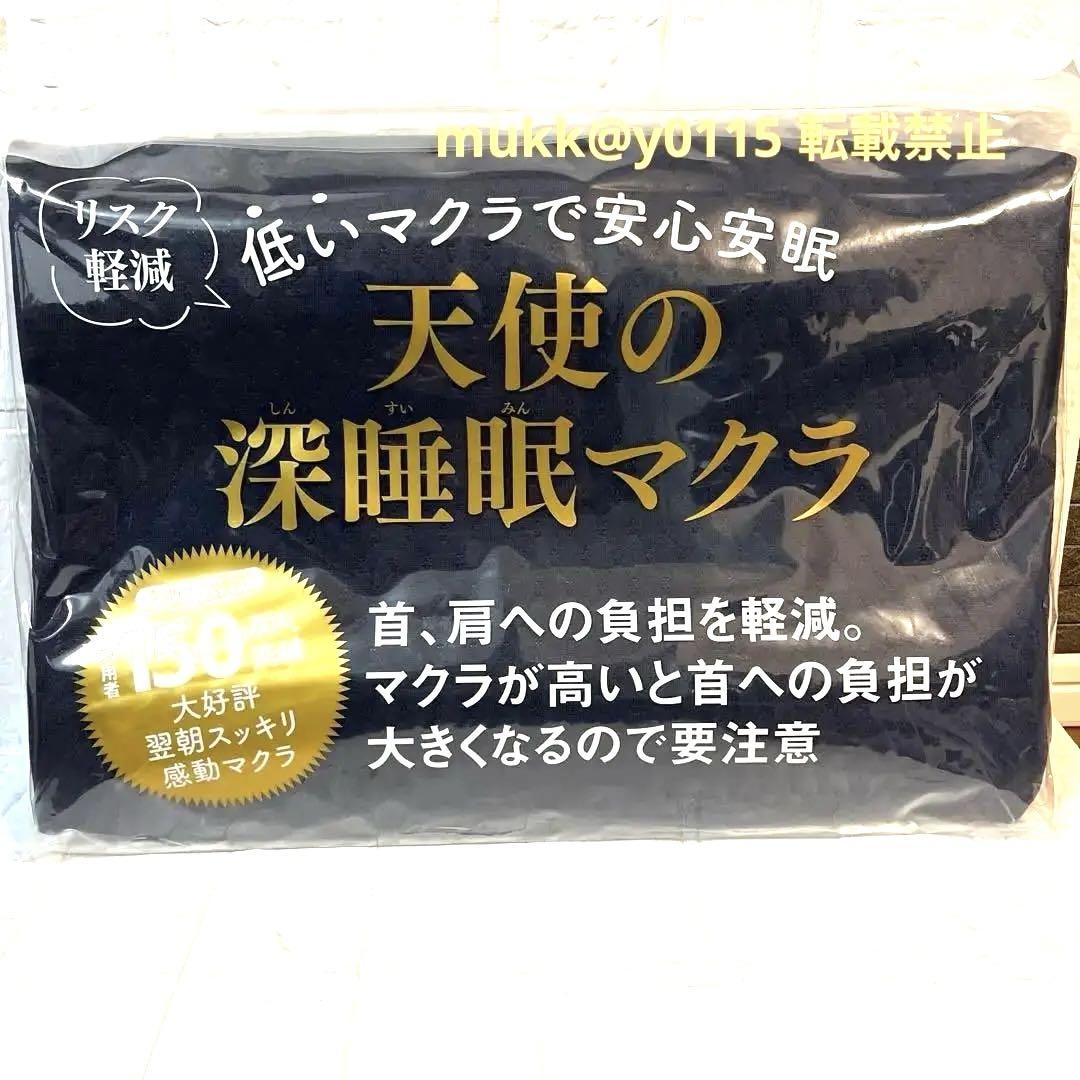 mukk@y0115 転載禁止
リスク
軽減
低いマクラで安心安眠
天使の
しん すい みん
深睡眠マクラ
150
大好評
翌朝スッキリ
感動マクラ
首、肩への負担を軽減。
マクラが高いと首への負担が
大きくなるので要注意